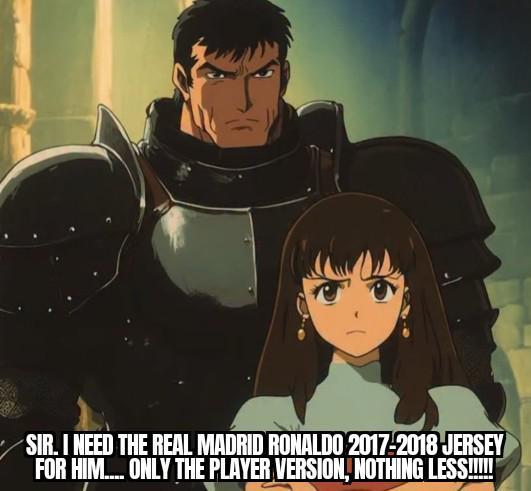 SIR. I NEED THE REAL MADRID RONALDO 2017-2018 JERSEY
FOR HIM.... ONLY THE PLAYER VERSION, NOTHING LESS!!!!!